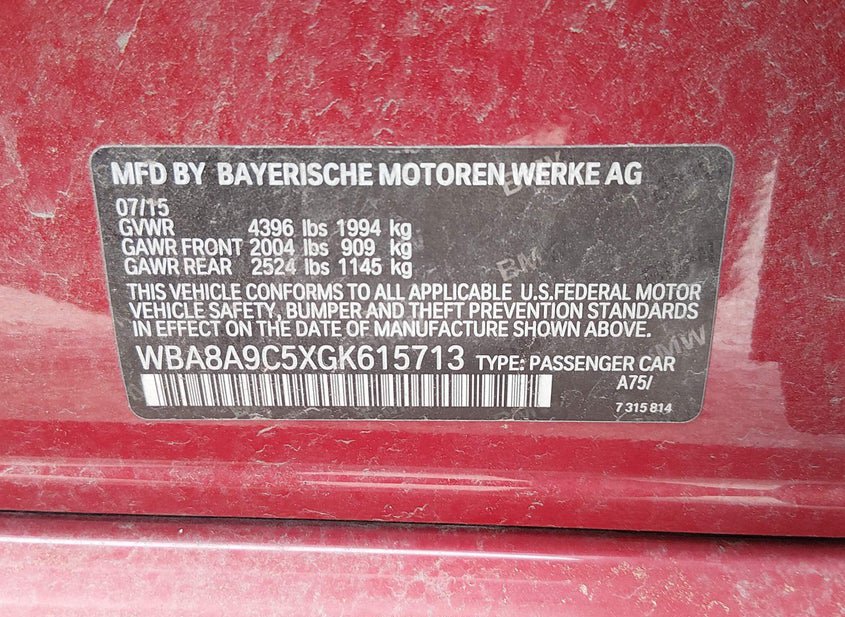 MFD BY BAYERISCHE MOTOREN WERKE AG
07/15
GVWR 4396 lbs 1994 kg
GAWR FRONT 2004 lbs 909 kg
GAWR REAR 2524 lbs 1145 kg
THIS VEHICLE CONFORMS TO ALL APPLICABLE U.S.FEDERAL MOTOR
VEHICLE SAFETY, BUMPER AND THEFT PREVENTION STANDARDS
IN EFFECT ON THE DATE OF MANUFACTURE SHOWN ABOVE.
WBA8A9C5XGK615713 TYPE: PASSENGER CAR
A75/
7 315 814